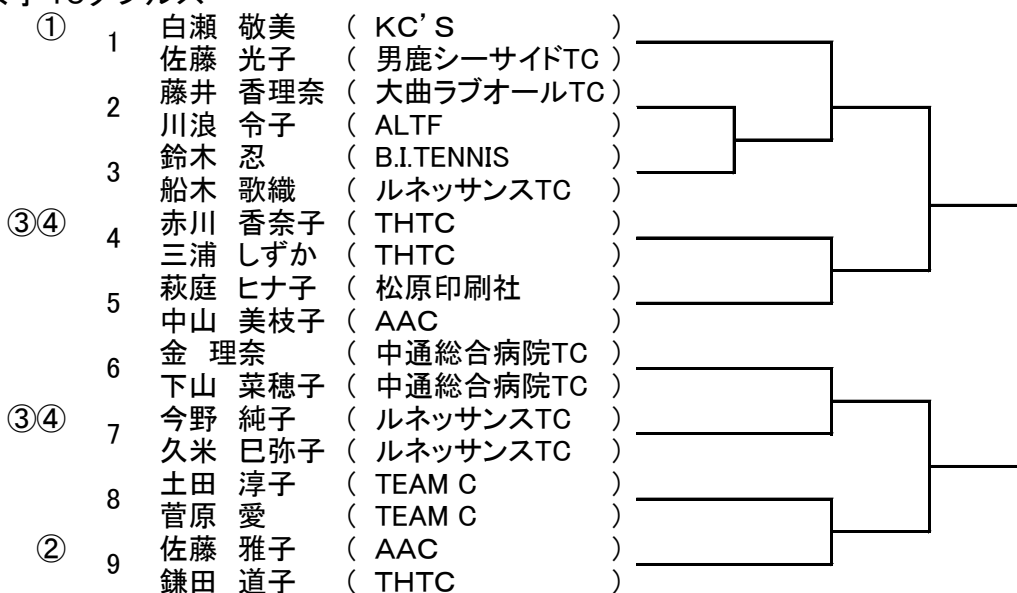 ① 白瀬 敬美 ( KC'S )
1
佐藤 光子 ( 男鹿シーサイドTC )
藤井 香理奈 ( 大曲ラブオールTC )
2
川浪 令子 ( ALTF )
鈴木 忍 ( B.I.TENNIS )
3
船木 歌織 ( ルネッサンスTC )
③④ 赤川 香奈子 ( THTC )
4
三浦 しずか ( THTC )
萩庭 ヒナ子 ( 松原印刷社 )
5
中山 美枝子 ( AAC )
金 理奈 ( 中通総合病院TC )
6
下山 菜穂子 ( 中通総合病院TC )
③④ 今野 純子 ( ルネッサンスTC )
7
久米 巳弥子 ( ルネッサンスTC )
土田 淳子 ( TEAM C )
8
菅原 愛 ( TEAM C )
② 佐藤 雅子 ( AAC )
9
鎌田 道子 ( THTC )